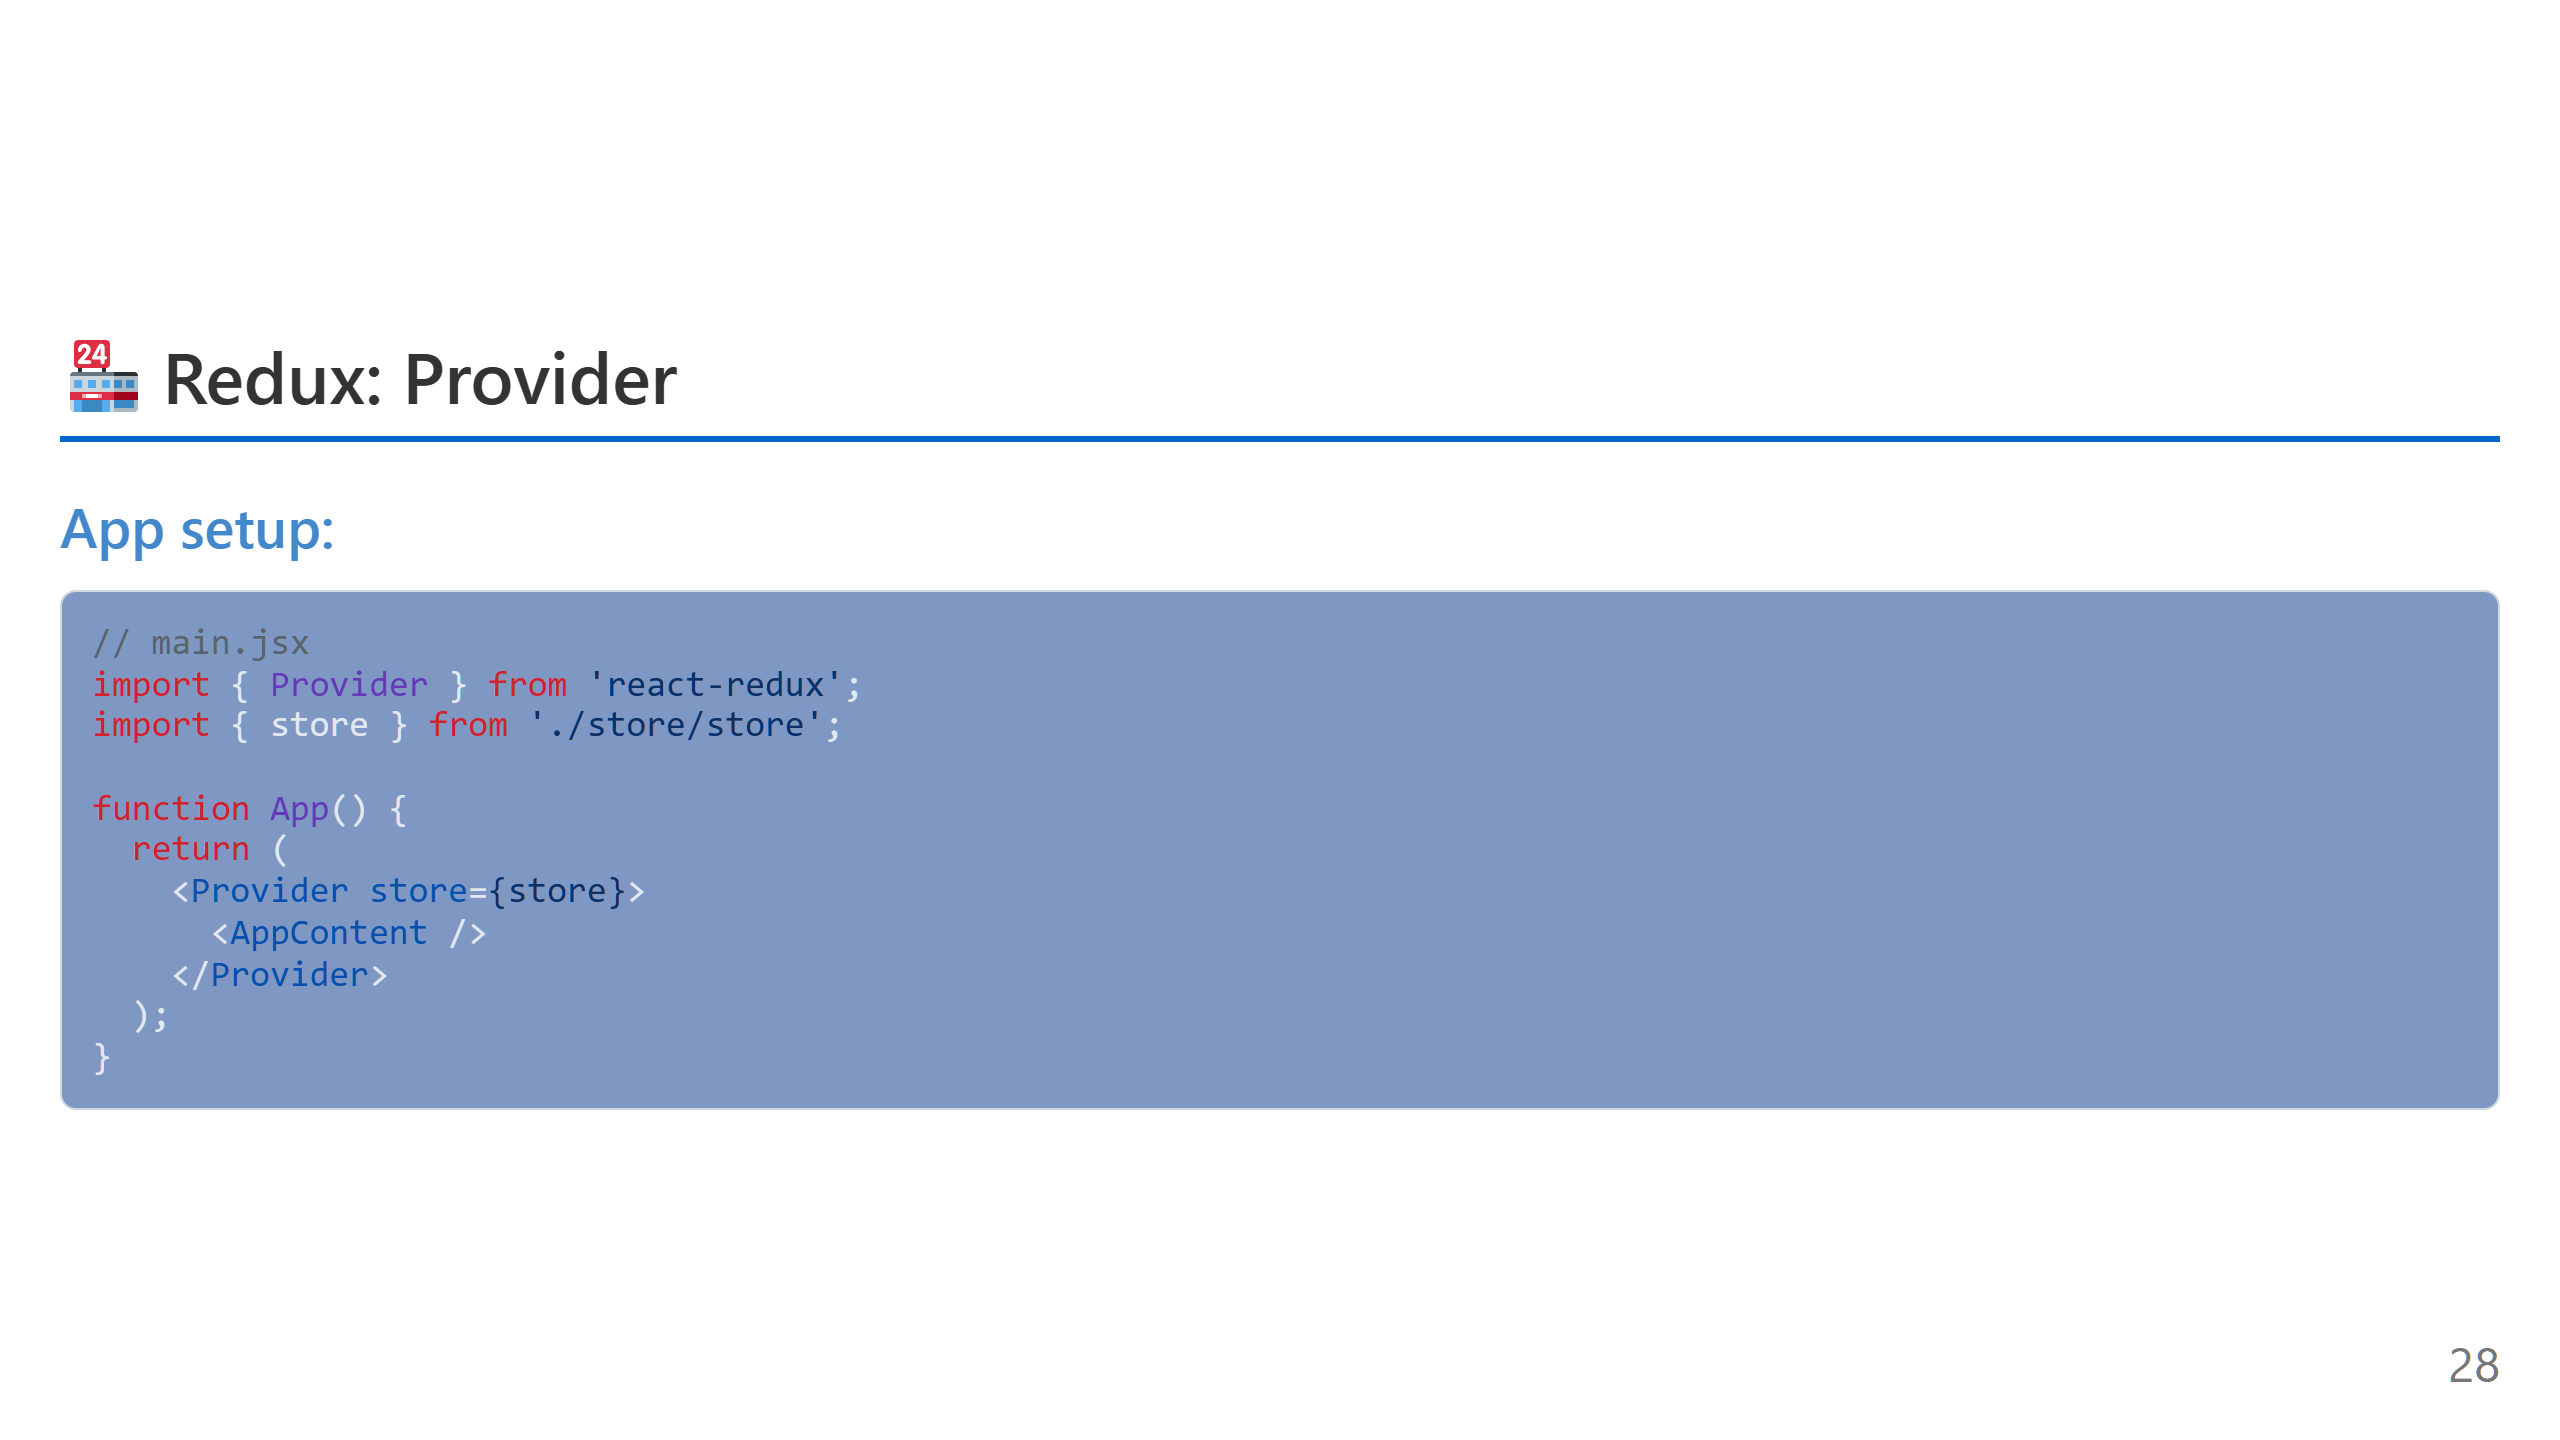 24
Redux: Provider
App setup:
// main.jsx
import { Provider } from 'react-redux';
import { store } from './store/store';

function App() {
  return (
    <Provider store={store}>
      <AppContent />
    </Provider>
  );
}
28